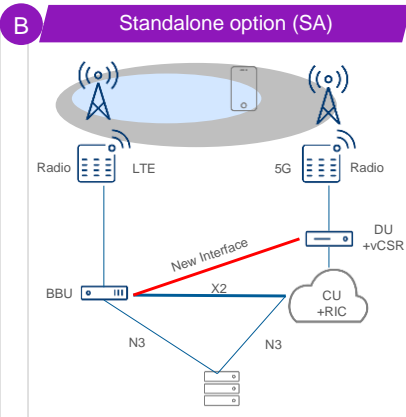 B
Standalone option (SA)
Radio
LTE
5G
Radio
DU
+vCSR
New Interface
BBU
X2
CU
+RIC
N3
N3